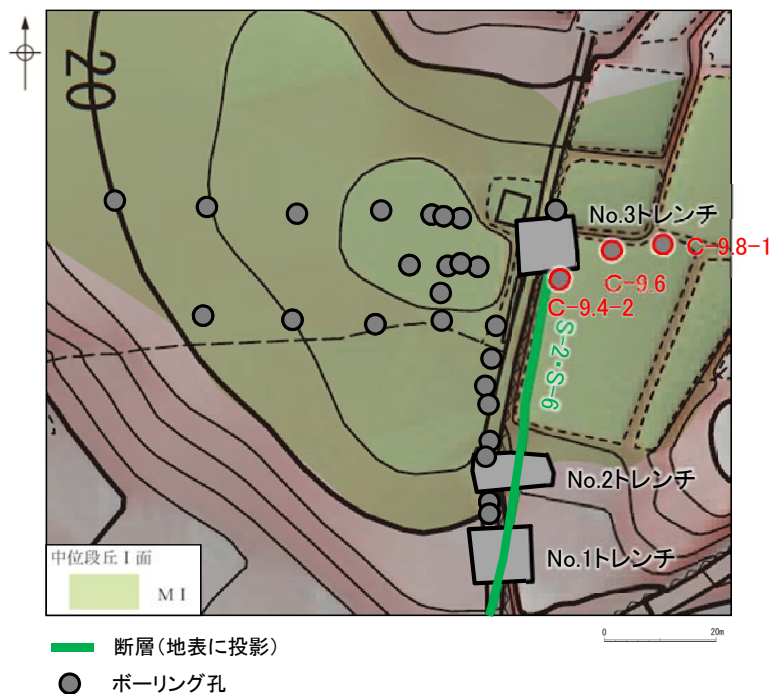 20
No.3トレンチ
C-9.8-1
C-9.6
C-9.4-2
S-2・S-6
No.2トレンチ
No.1トレンチ
中位段丘Ⅰ面
MⅠ
0 20m
断層(地表に投影)
ボーリング孔